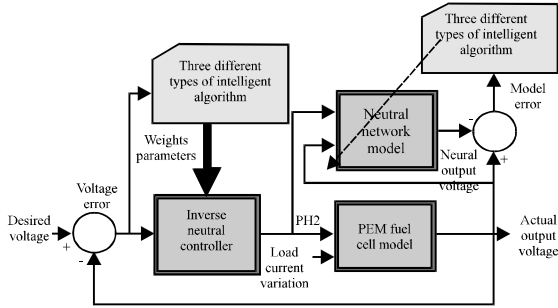 Three different
types of intelligent
algorithm
Three different
types of intelligent
algorithm
Model
error
-
+
Neutral
network
model
Neural output
voltage
Weights
parameters
Voltage
error
Desired
voltage
+
-
Inverse
neutral
controller
PH2
Load
current
variation
PEM fuel
cell model
Actual
output
voltage